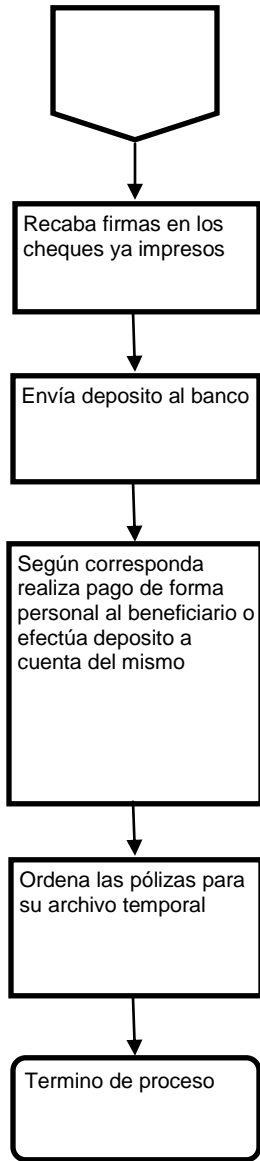 Recaba firmas en los
cheques ya impresos
Envía deposito al banco
Según corresponda
realiza pago de forma
personal al beneficiario o
efectúa deposito a
cuenta del mismo
Ordena las pólizas para
su archivo temporal
Termino de proceso